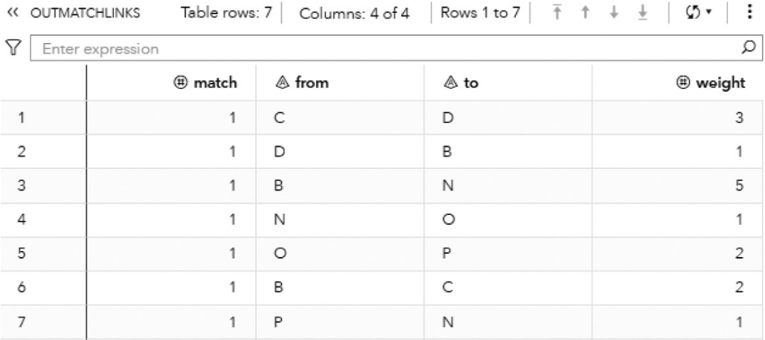 OUTMATCHLINKS Table rows: 7 Columns: 4 of 4 Rows 1 to 7
Enter expression
match from to weight
1 1 C D 3
2 1 D B 1
3 1 B N 5
4 1 N O 1
5 1 O P 2
6 1 B C 2
7 1 P N 1